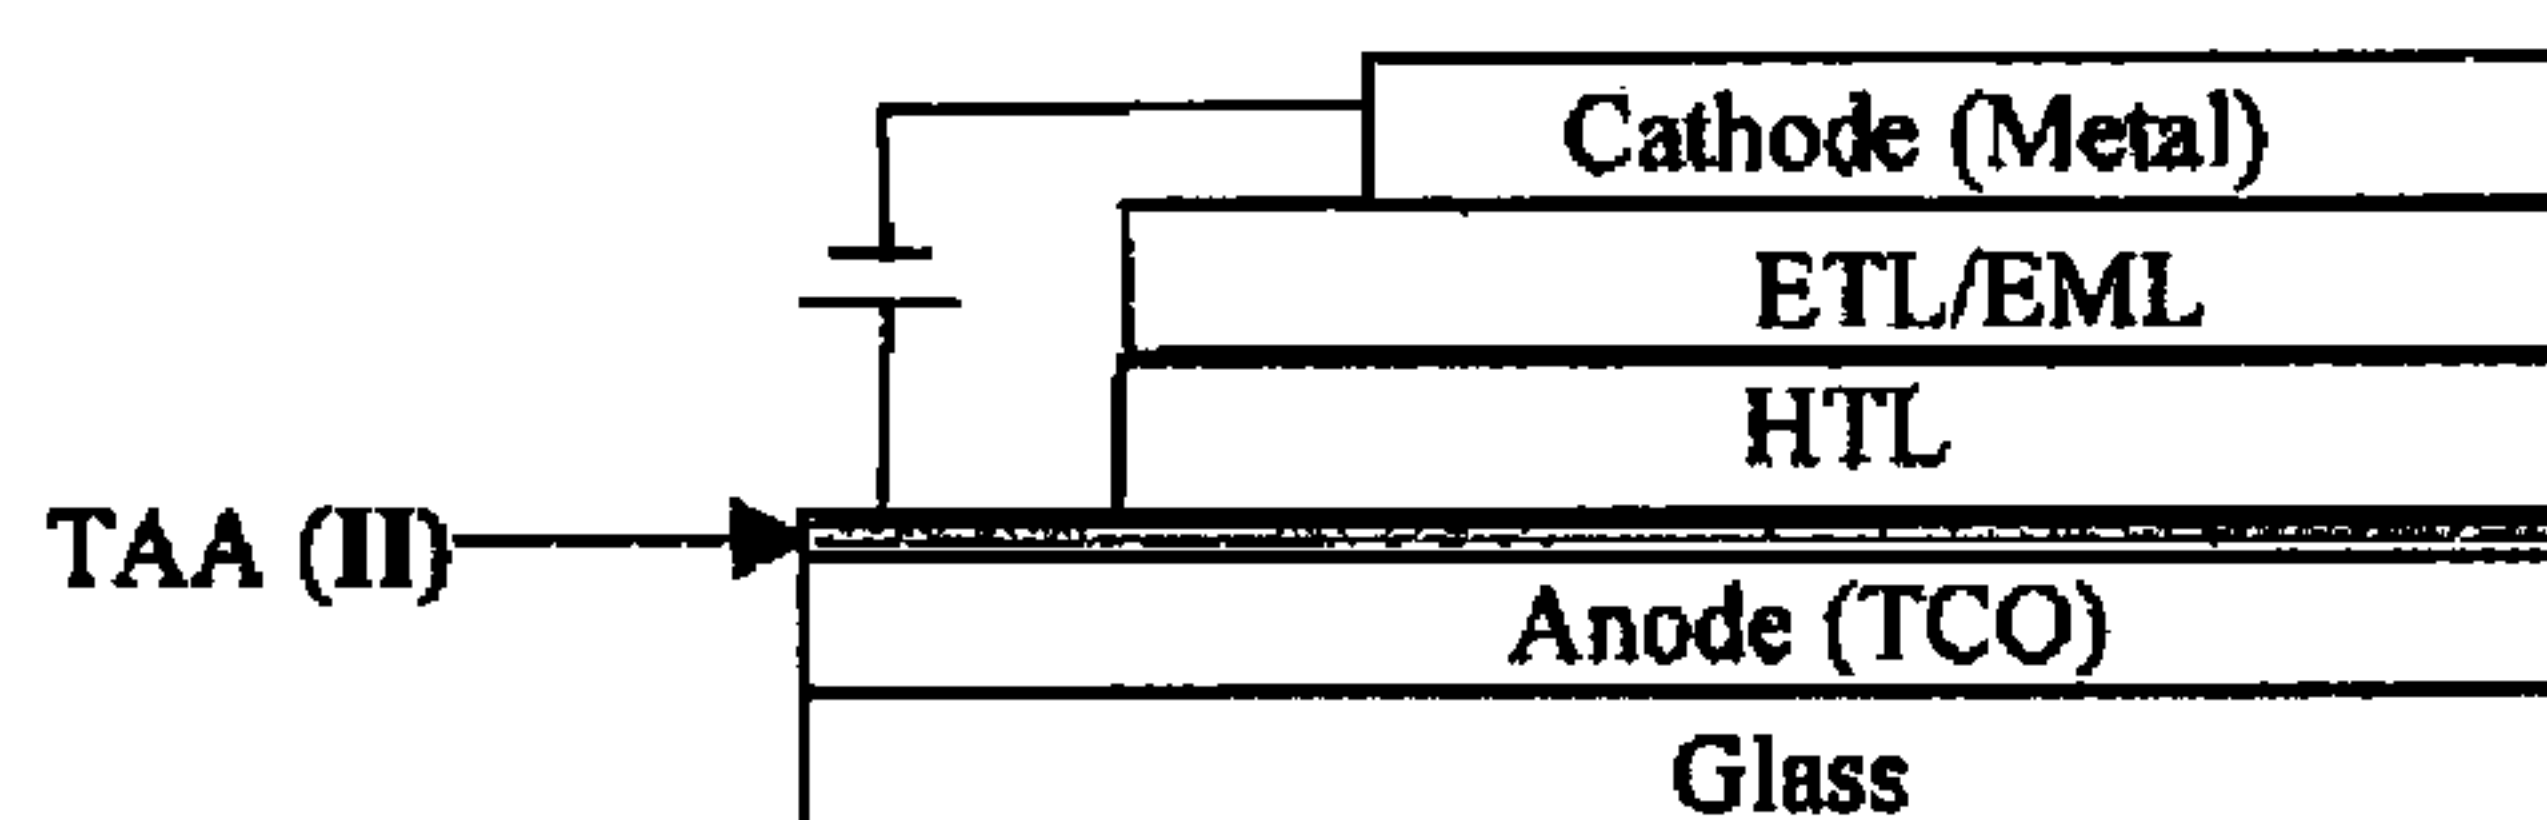 Cathode (Metal)
ETL/EML
HTL
TAA (II)
Anode (TCO)
Glass